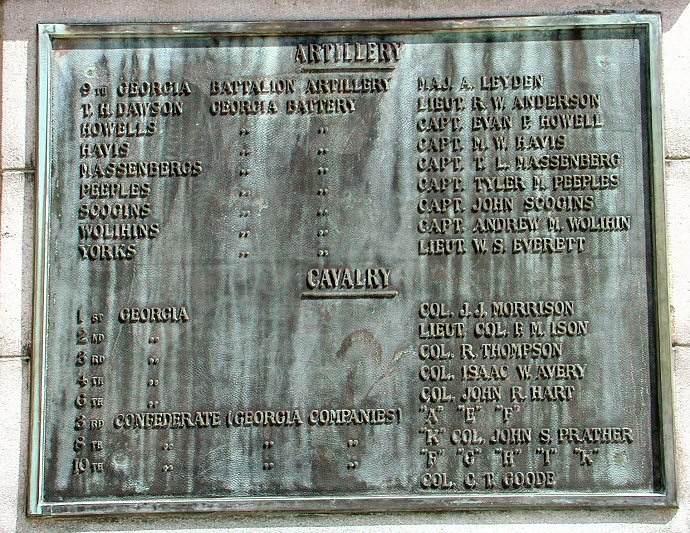 ARTILLERY
9TH GEORGIA BATTALION ARTILLERY MAJ. A. LEYDEN
T. H. DAWSON GEORGIA BATTERY LIEUT. R. W. ANDERSON
HOWELLS " " CAPT. EVAN P. HOWELL
HAVIS " " CAPT. M. W. HAVIS
MASSENBERGS " " CAPT. T. L. MASSENBERG
PEEPLES " " CAPT. TYLER M. PEEPLES
SCOGINS " " CAPT. JOHN SCOGINS
WOLIHINS " " CAPT. ANDREW M. WOLIHIN
YORKS " " LIEUT. W. S. EVERETT
CAVALRY
1ST GEORGIA COL. J. J. MORRISON
2ND " LIEUT. COL. F. M. ISON
3RD " COL. R. THOMPSON
4TH " COL. ISAAC W. AVERY
6TH " COL. JOHN R. HART
3RD CONFEDERATE (GEORGIA COMPANIES) "A" "E" "F"
8TH " " " "K" COL. JOHN S. PRATHER
10TH " " " "F" "G" "H" "I" "K"
COL. C. T. GOODE